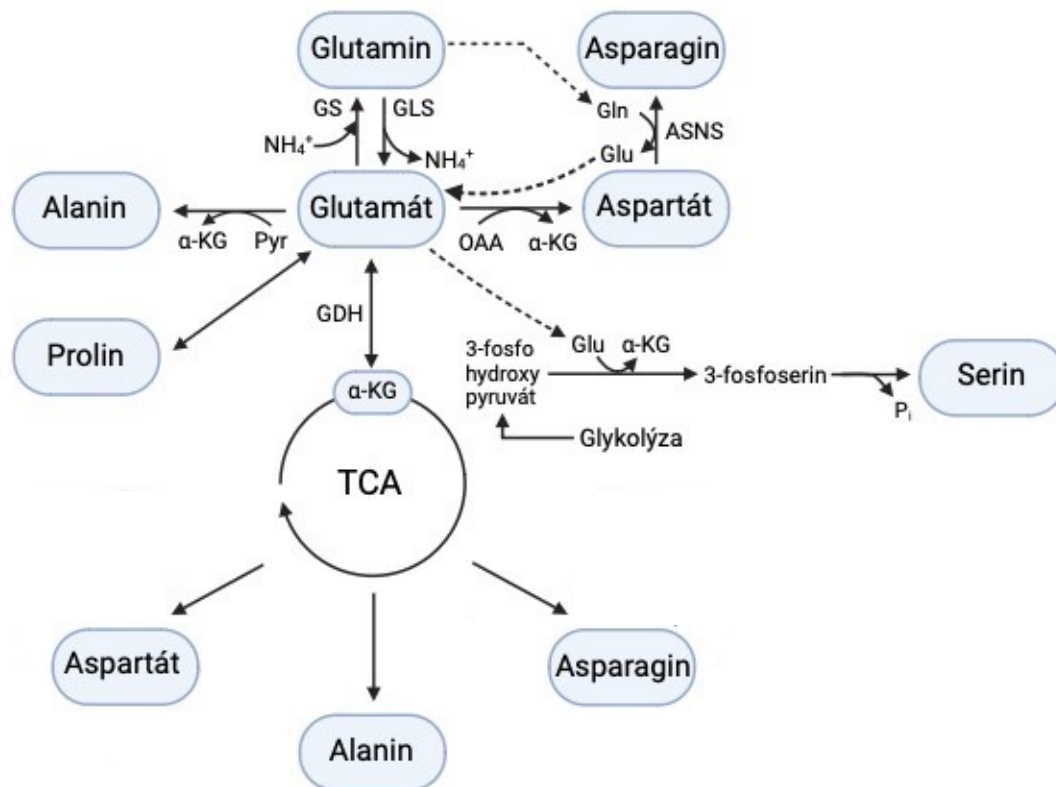 Glutamin
Asparagin
GS
GLS
Gln
ASNS
NH₄⁺
NH₄⁺
Glu
Alanin
Glutamát
Aspartát
α-KG
Pyr
OAA
α-KG
GDH
Prolin
3-fosfo
hydroxy
pyruvát
Glu
α-KG
3-fosfoserin
Serin
Pᵢ
α-KG
Glykolýza
TCA
Aspartát
Asparagin
Alanin